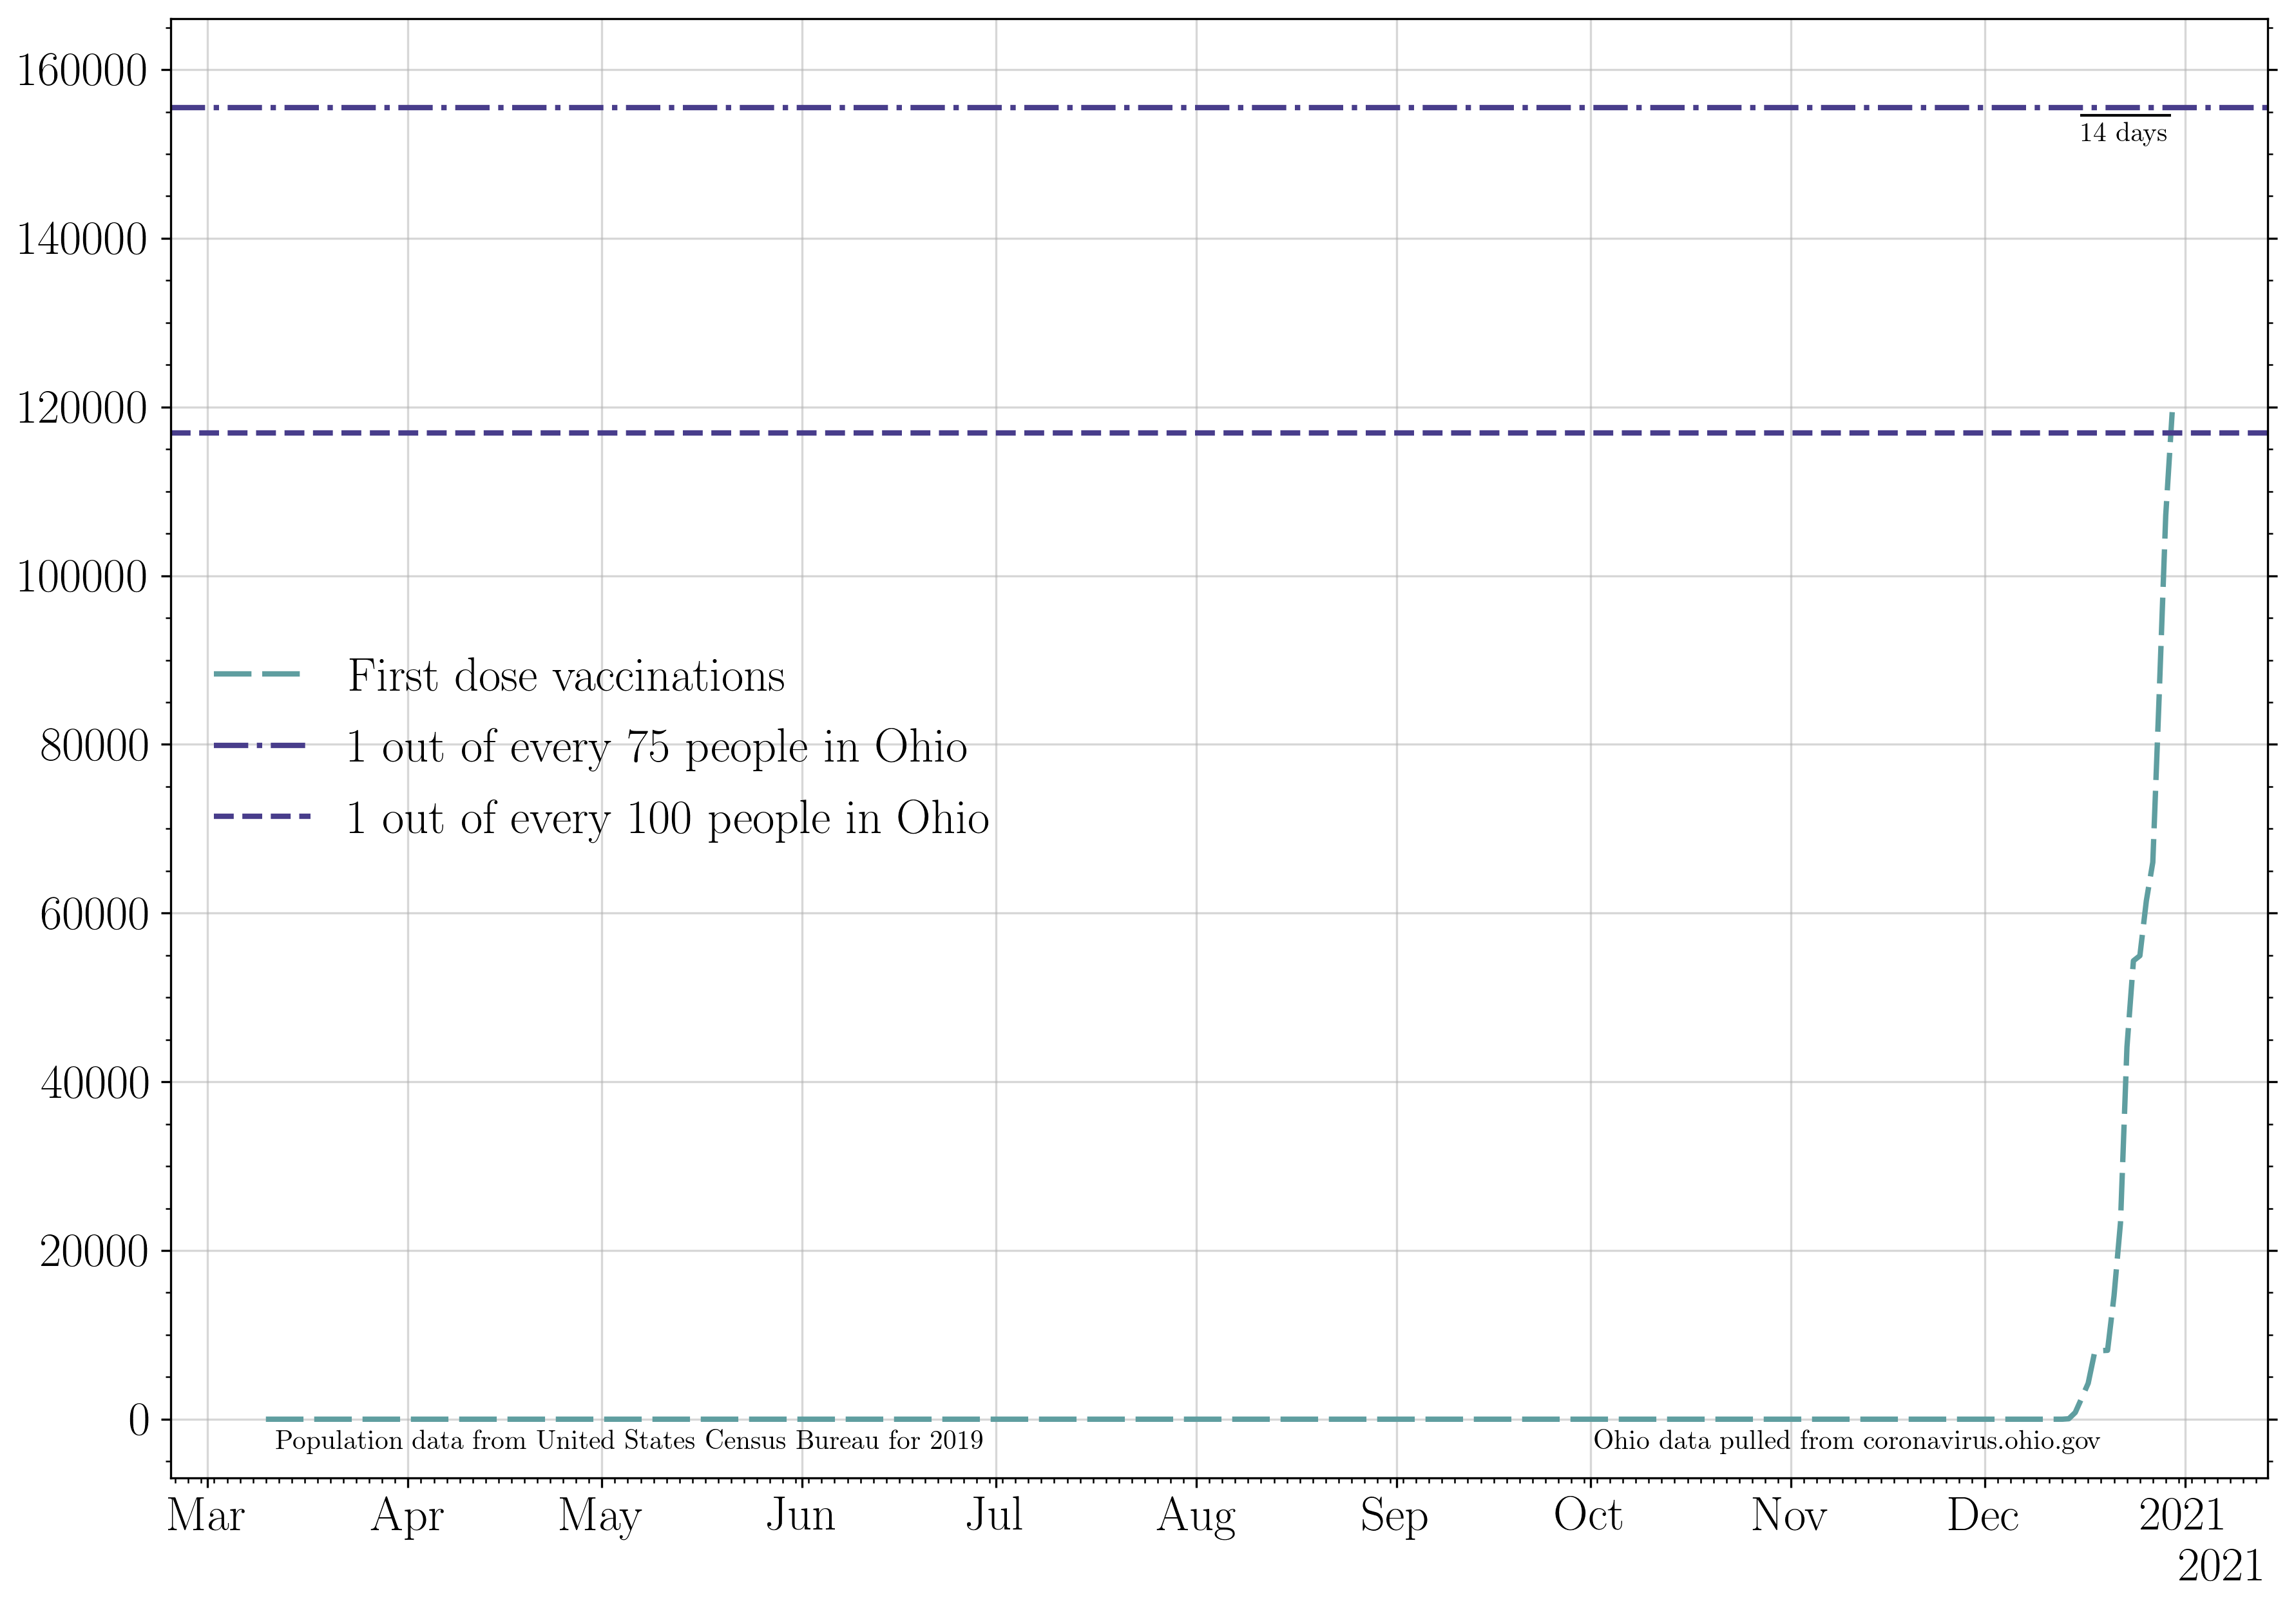 160000
14 days
140000
120000
100000
First dose vaccinations
80000
1 out of every 75 people in Ohio
1 out of every 100 people in Ohio
60000
40000
20000
0
Population data from United States Census Bureau for 2019
Ohio data pulled from coronavirus.ohio.gov
Mar Apr May Jun Jul Aug Sep Oct Nov Dec 2021
2021